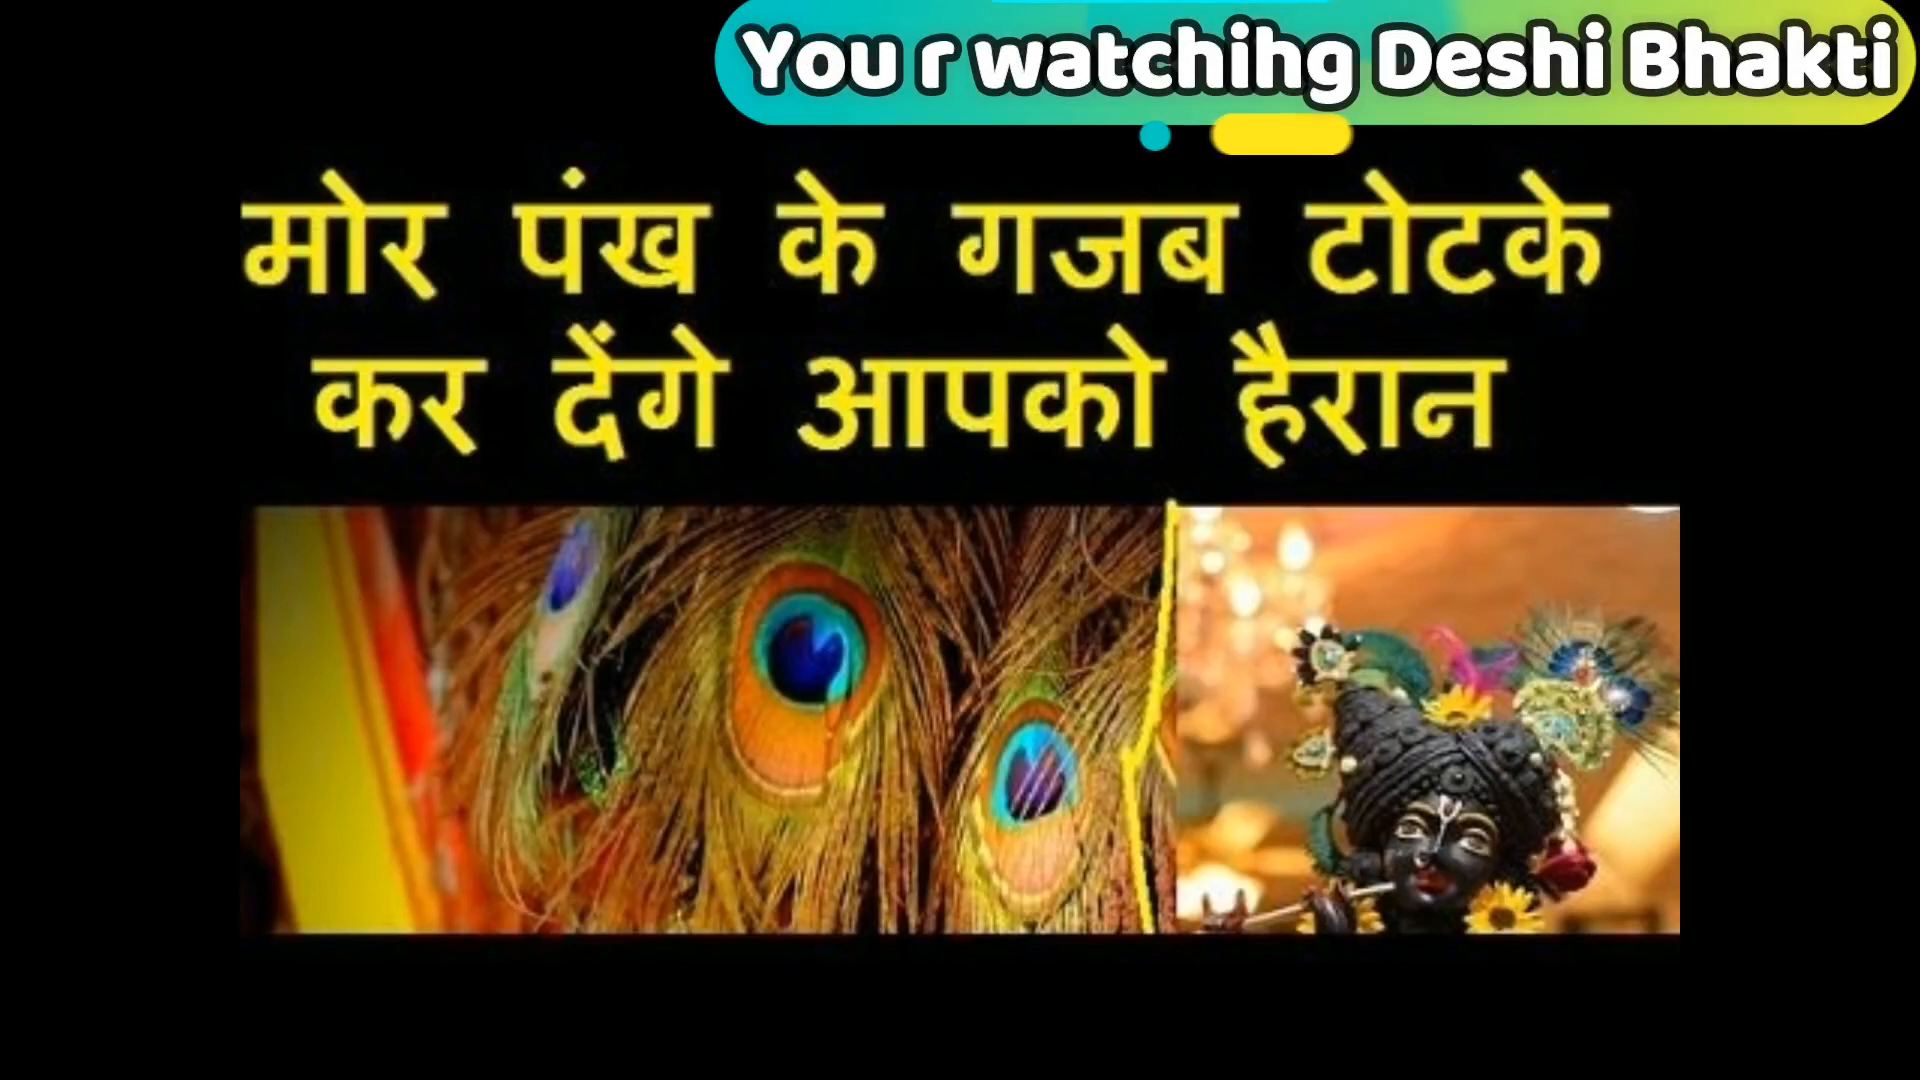 You r watchihg Deshi Bhakti
मोर पंख के गजब टोटके
कर देंगे आपको हैरान